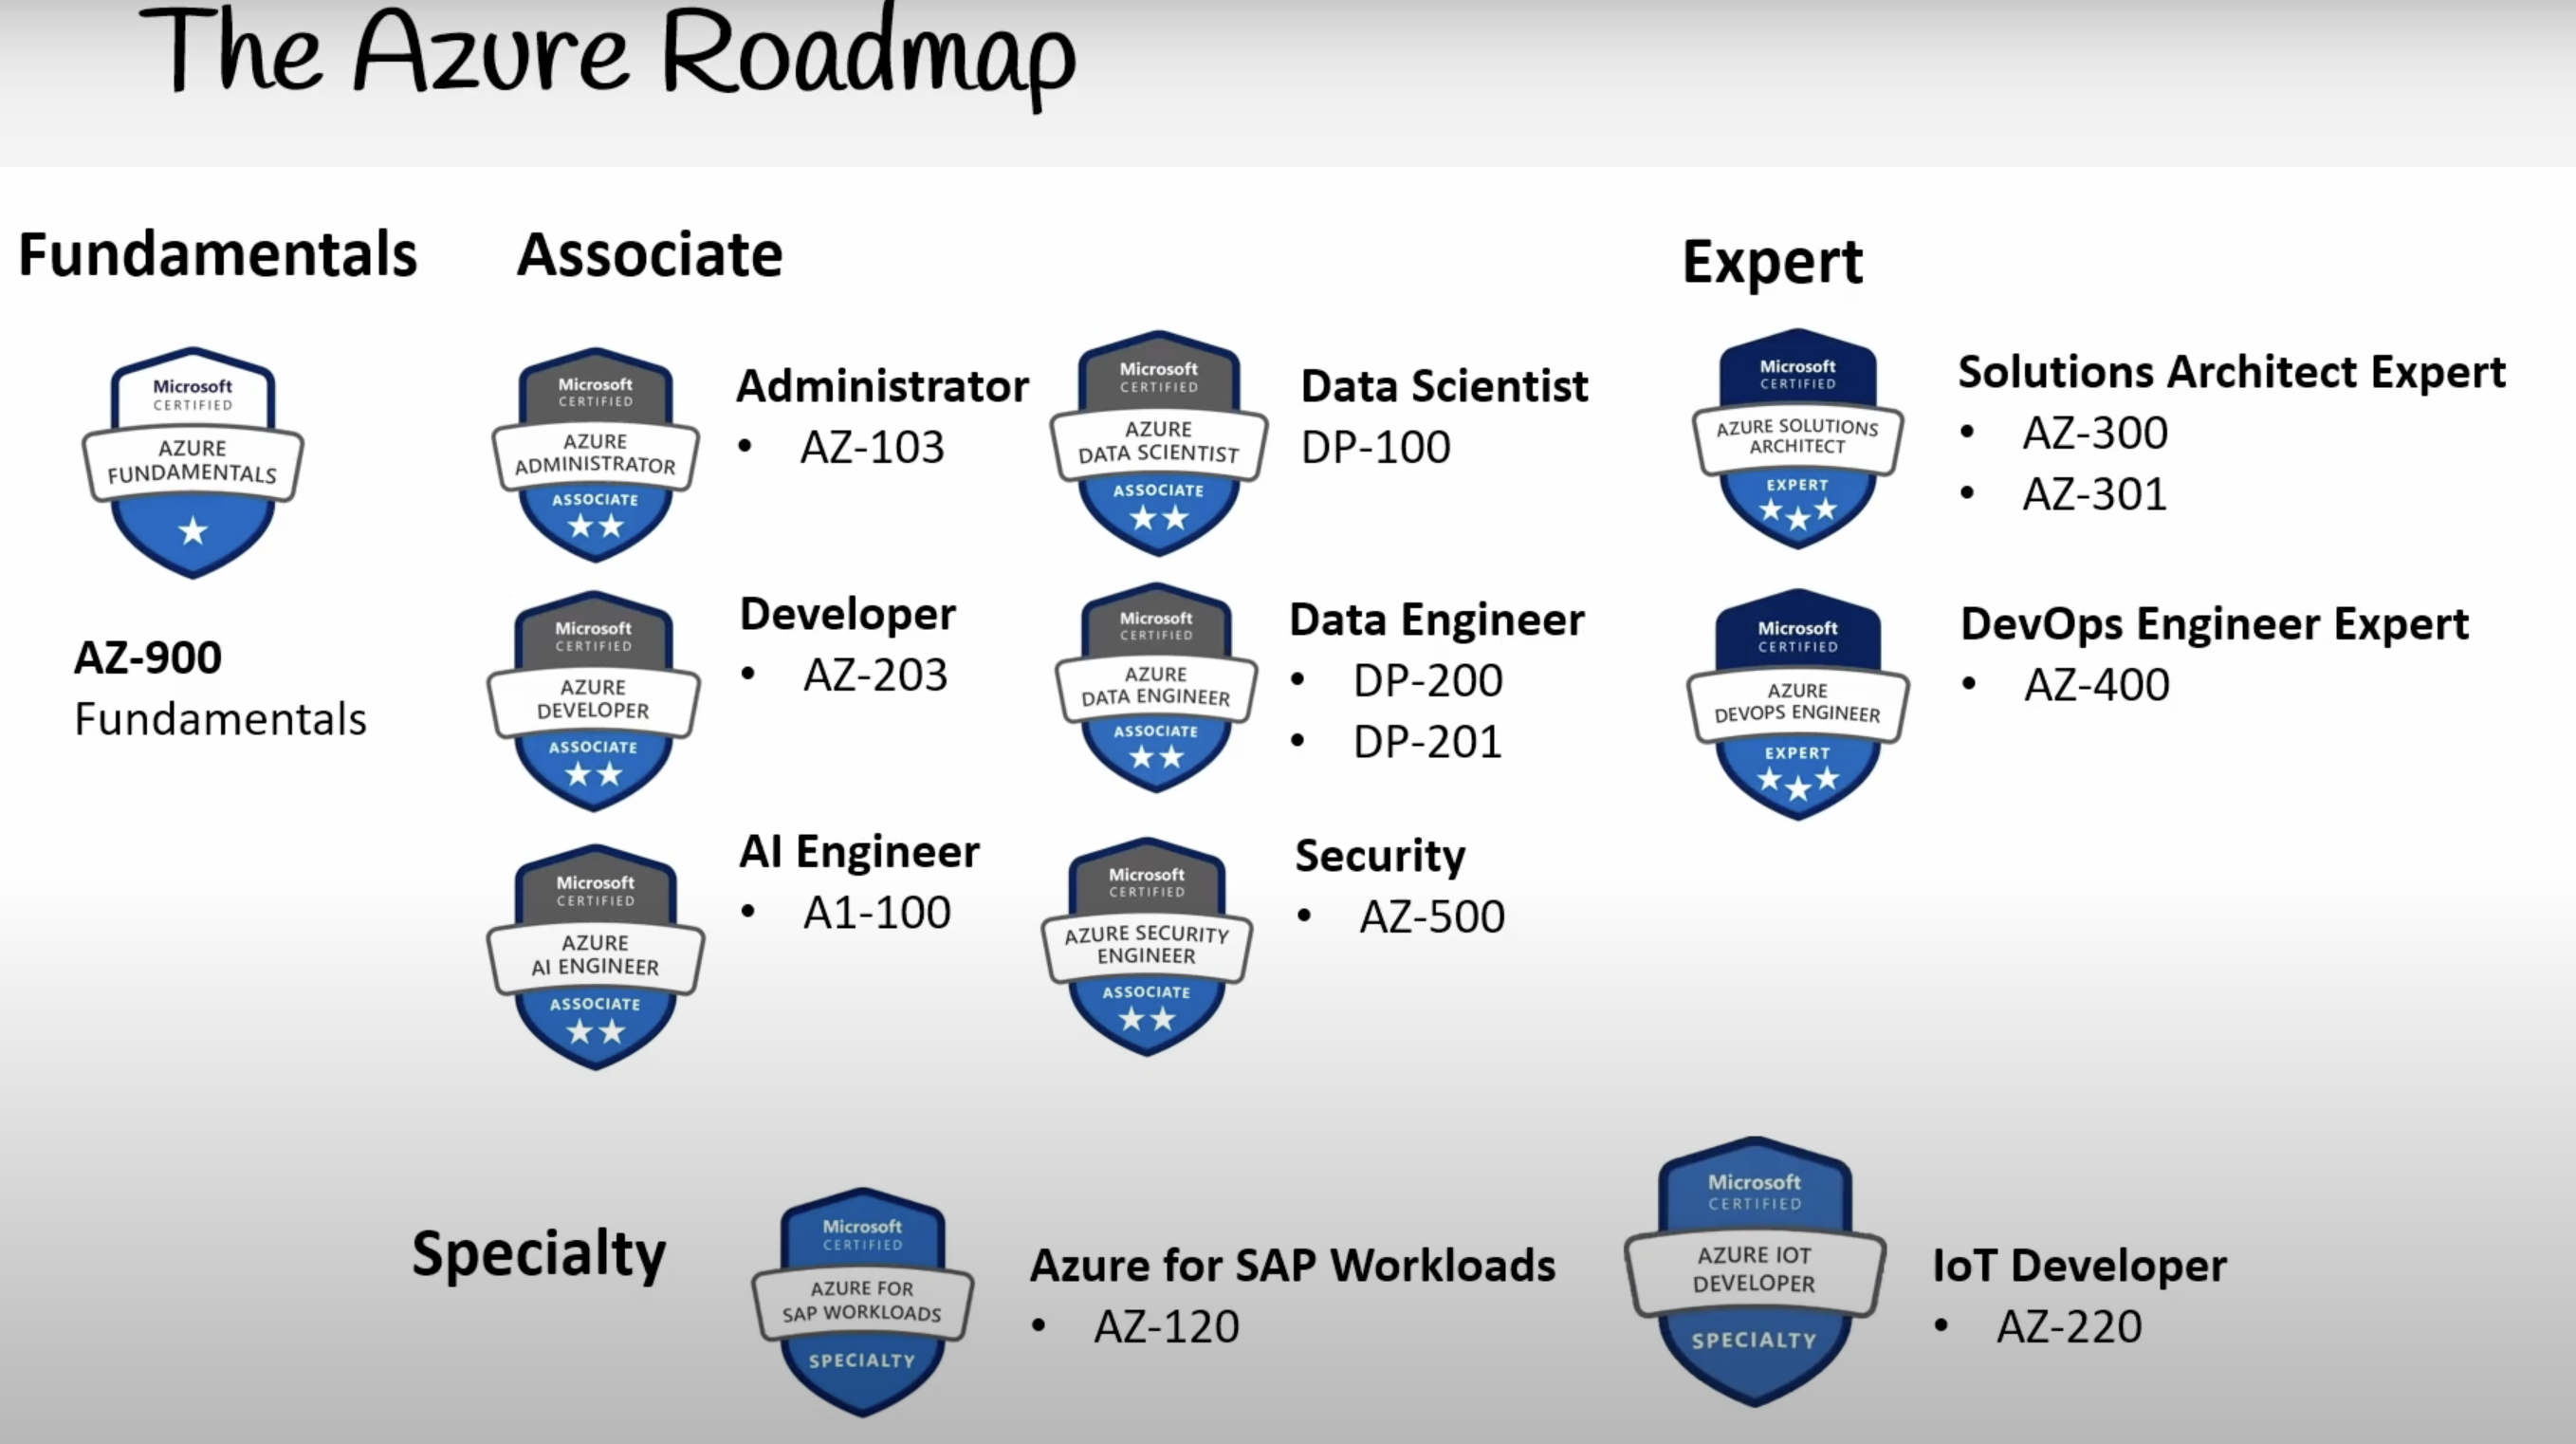 The Azure Roadmap
Fundamentals
Microsoft
CERTIFIED
AZURE
FUNDAMENTALS
AZ-900
Fundamentals
Associate
Microsoft
CERTIFIED
AZURE
ADMINISTRATOR
ASSOCIATE
Administrator
• AZ-103
Microsoft
CERTIFIED
AZURE
DEVELOPER
ASSOCIATE
Developer
• AZ-203
Microsoft
CERTIFIED
AZURE
AI ENGINEER
ASSOCIATE
AI Engineer
• A1-100
Microsoft
CERTIFIED
AZURE
DATA SCIENTIST
ASSOCIATE
Data Scientist
DP-100
Microsoft
CERTIFIED
AZURE
DATA ENGINEER
ASSOCIATE
Data Engineer
• DP-200
• DP-201
Microsoft
CERTIFIED
AZURE SECURITY
ENGINEER
ASSOCIATE
Security
• AZ-500
Expert
Microsoft
CERTIFIED
AZURE SOLUTIONS
ARCHITECT
EXPERT
Solutions Architect Expert
• AZ-300
• AZ-301
Microsoft
CERTIFIED
AZURE
DEVOPS ENGINEER
EXPERT
DevOps Engineer Expert
• AZ-400
Specialty
Microsoft
CERTIFIED
AZURE FOR
SAP WORKLOADS
SPECIALTY
Azure for SAP Workloads
• AZ-120
Microsoft
CERTIFIED
AZURE IOT
DEVELOPER
SPECIALTY
IoT Developer
• AZ-220